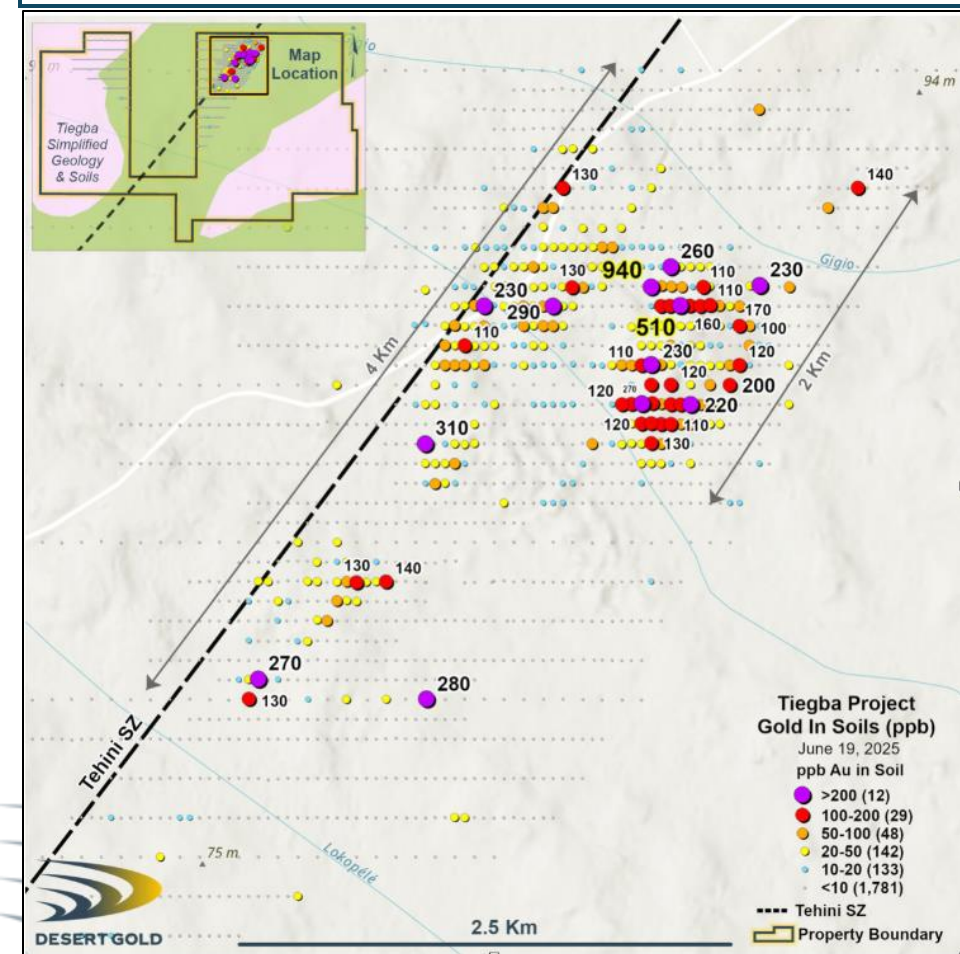 Map
Location
Tiegba
Simplified
Geology
& Soils
94 m
130
140
Gjgio
260
940
130
110
230
230
110
290
170
510
160
100
110
110
230
120
120
200
120
270
220
120
110
310
130
4 Km
2 Km
130
140
270
280
130
Tehini SZ
75 m
Lokopélé
Tiegba Project
Gold In Soils (ppb)
June 19, 2025
ppb Au in Soil
>200 (12)
100-200 (29)
50-100 (48)
20-50 (142)
10-20 (133)
<10 (1,781)
Tehini SZ
Property Boundary
2.5 Km
DESERT GOLD